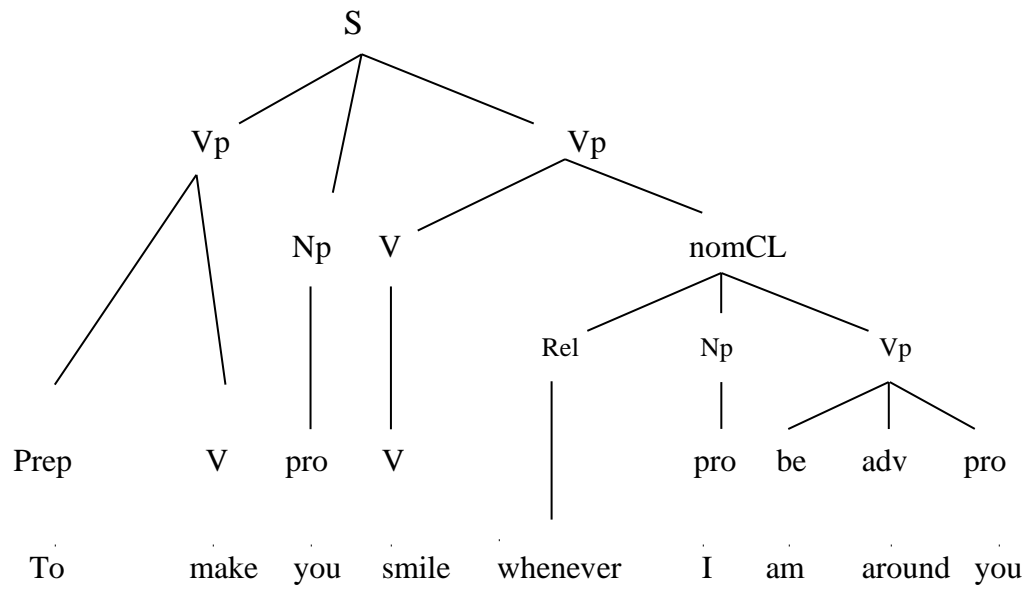 S
Vp Vp
Np V nomCL
Rel Np Vp
Prep V pro V pro be adv pro
To make you smile whenever I am around you